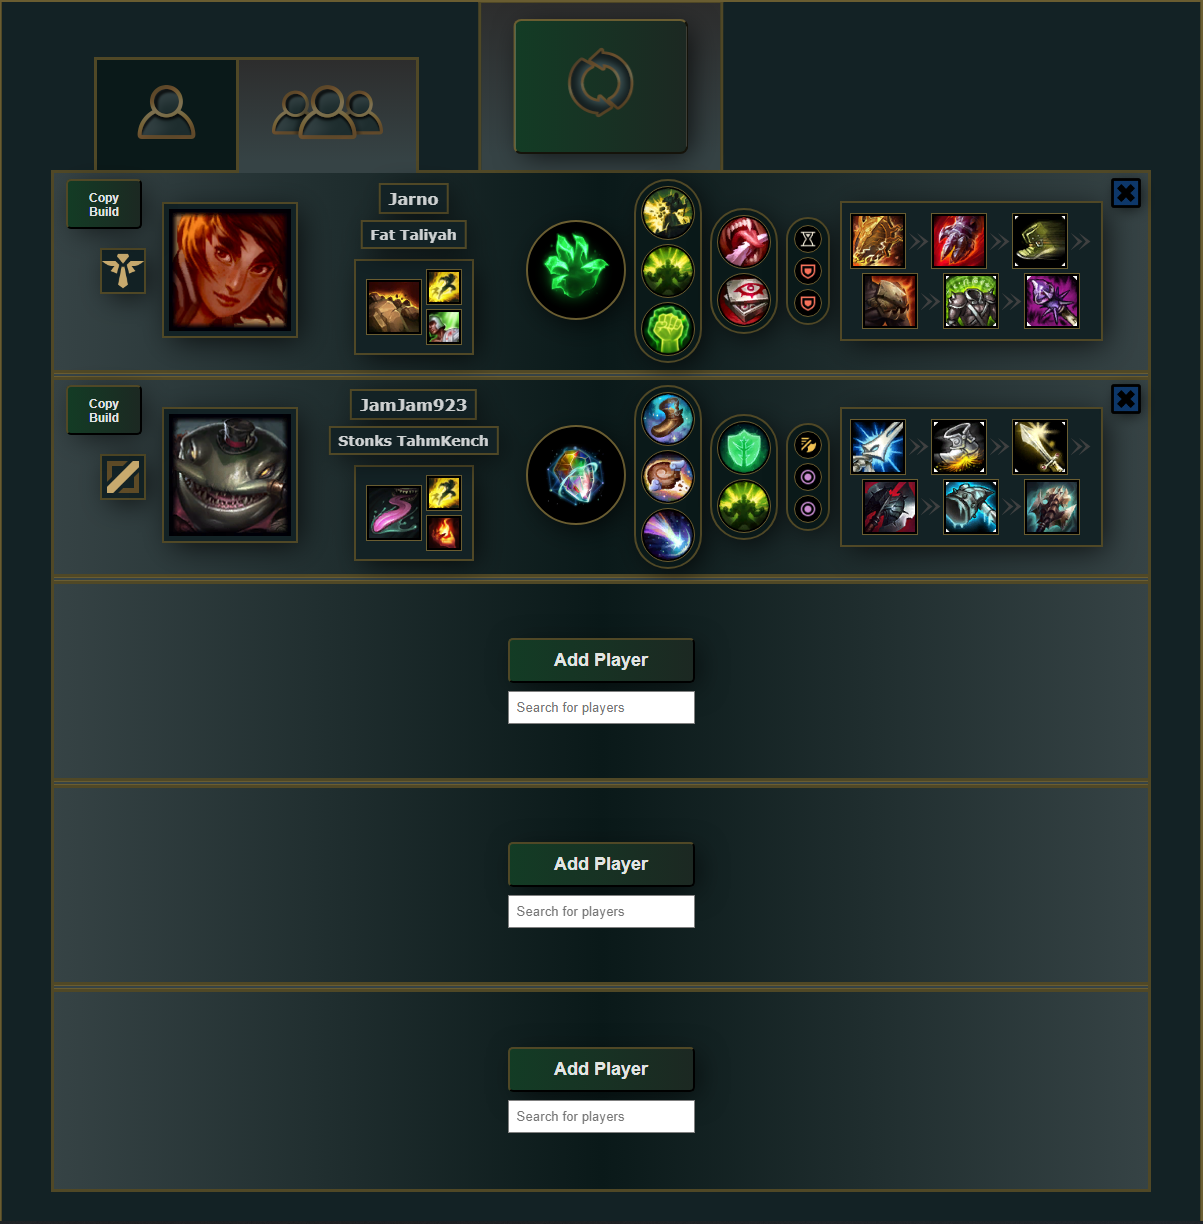 Copy
Build
Jarno
Fat Taliyah
Copy
Build
JamJam923
Stonks TahmKench
Add Player
Search for players
Add Player
Search for players
Add Player
Search for players